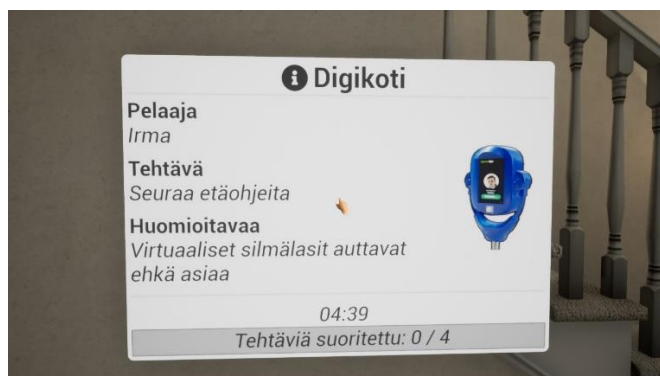 Digikoti
Pelaaja
Irma
Tehtävä
Seuraa etäohjeita
Huomioitavaa
Virtuaaliset silmälasit auttavat
ehkä asiaa
04:39
Tehtäviä suoritettu: 0 / 4